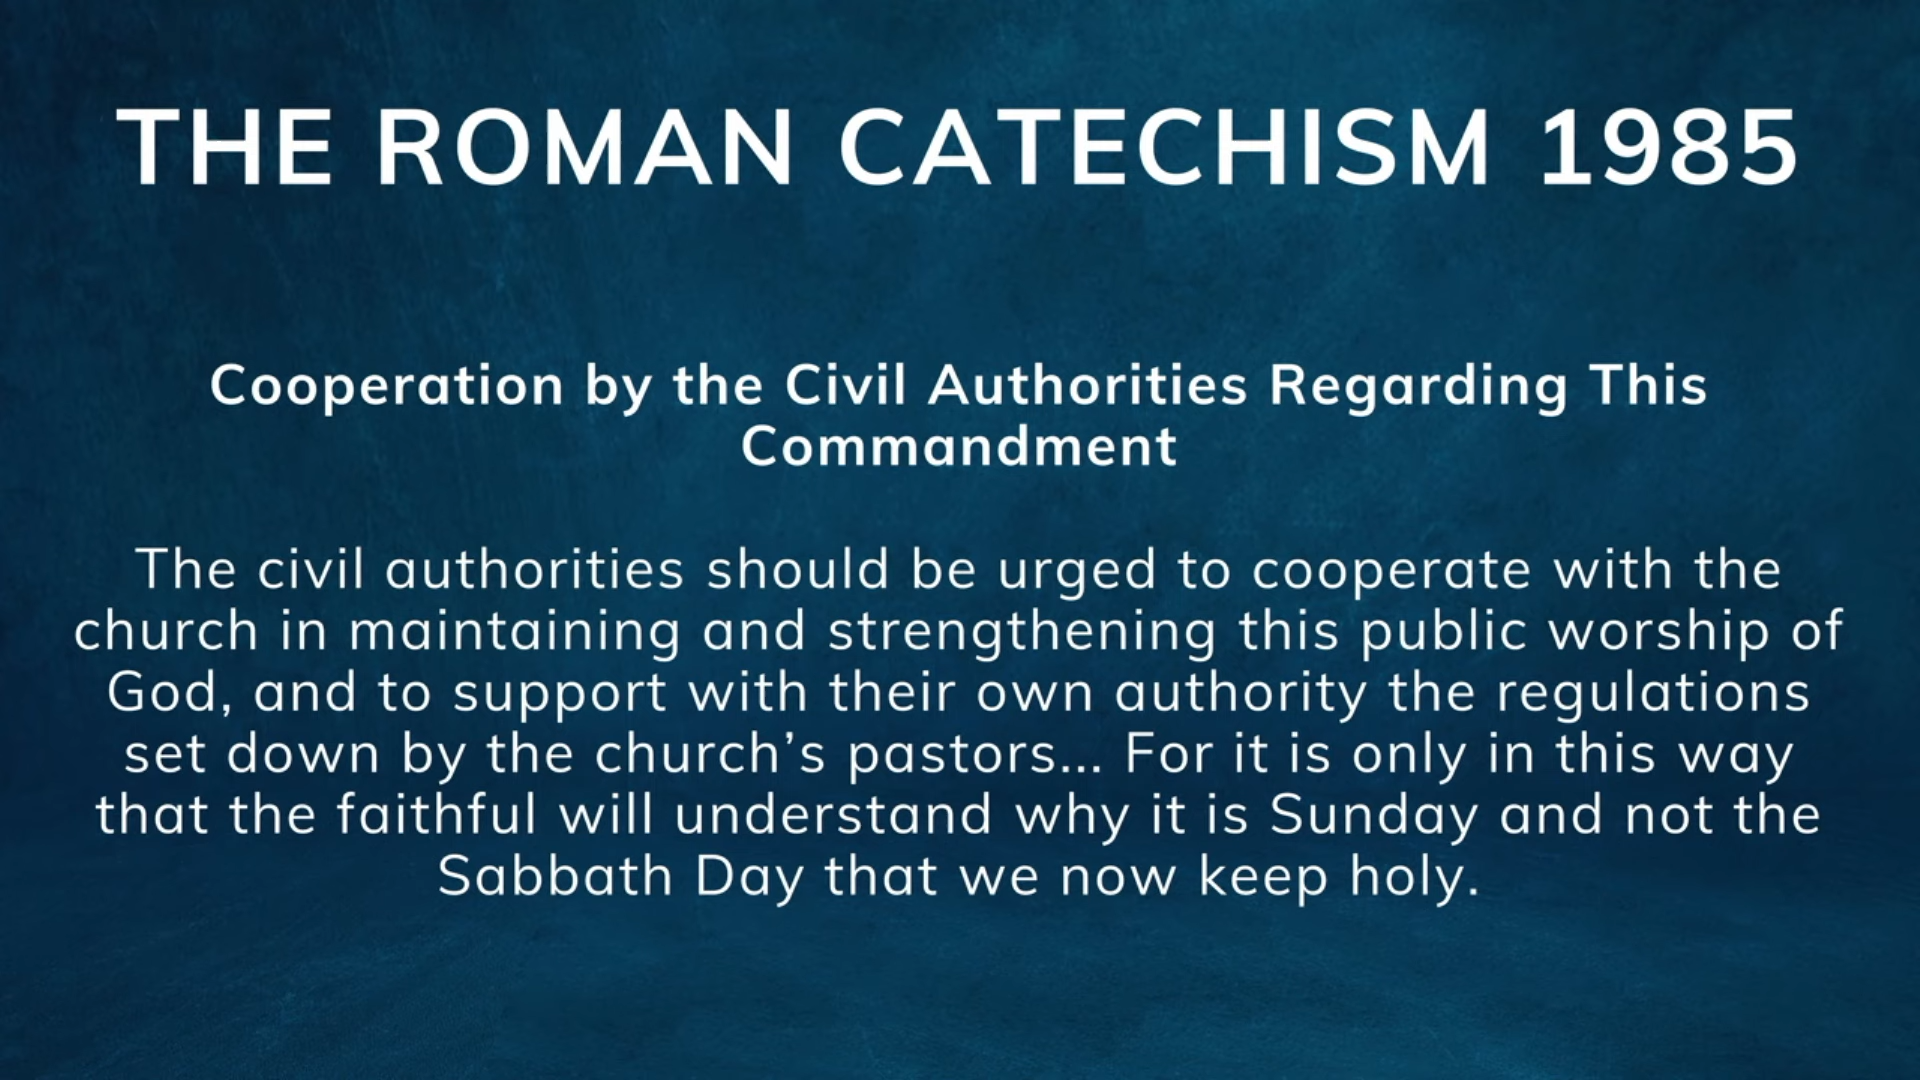 THE ROMAN CATECHISM 1985
Cooperation by the Civil Authorities Regarding This
Commandment
The civil authorities should be urged to cooperate with the
church in maintaining and strengthening this public worship of
God, and to support with their own authority the regulations
set down by the church’s pastors... For it is only in this way
that the faithful will understand why it is Sunday and not the
Sabbath Day that we now keep holy.